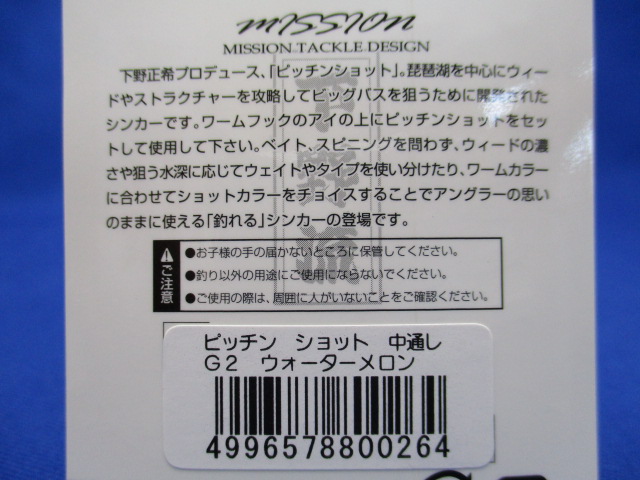 mission
MISSION TACKLE DESIGN
下野正希プロデュース、「ピッチンショット」。琵琶湖を中心にウィー
ドやストラクチャーを攻略してビッグバスを狙うために開発された
シンカーです。ワームフックのアイの上にピッチンショットをセッ
トして使用して下さい。ベイト、スピニングを問わず、ウィードの濃
さや狙う水深に応じてウェイトやタイプを使い分けたり、ワームカラー
に合わせてショットカラーをチョイスすることでアングラーの思い
のままに使える「釣れる」シンカーの登場です。
下野流
ご注意
●お子様の手の届かないところに保管してください。
●釣り以外の用途にご使用にならないでください。
●ご使用の際は、周囲に人がいないことをご確認ください。
ピッチン ショット 中通し
G2 ウォーターメロン
4996578800264